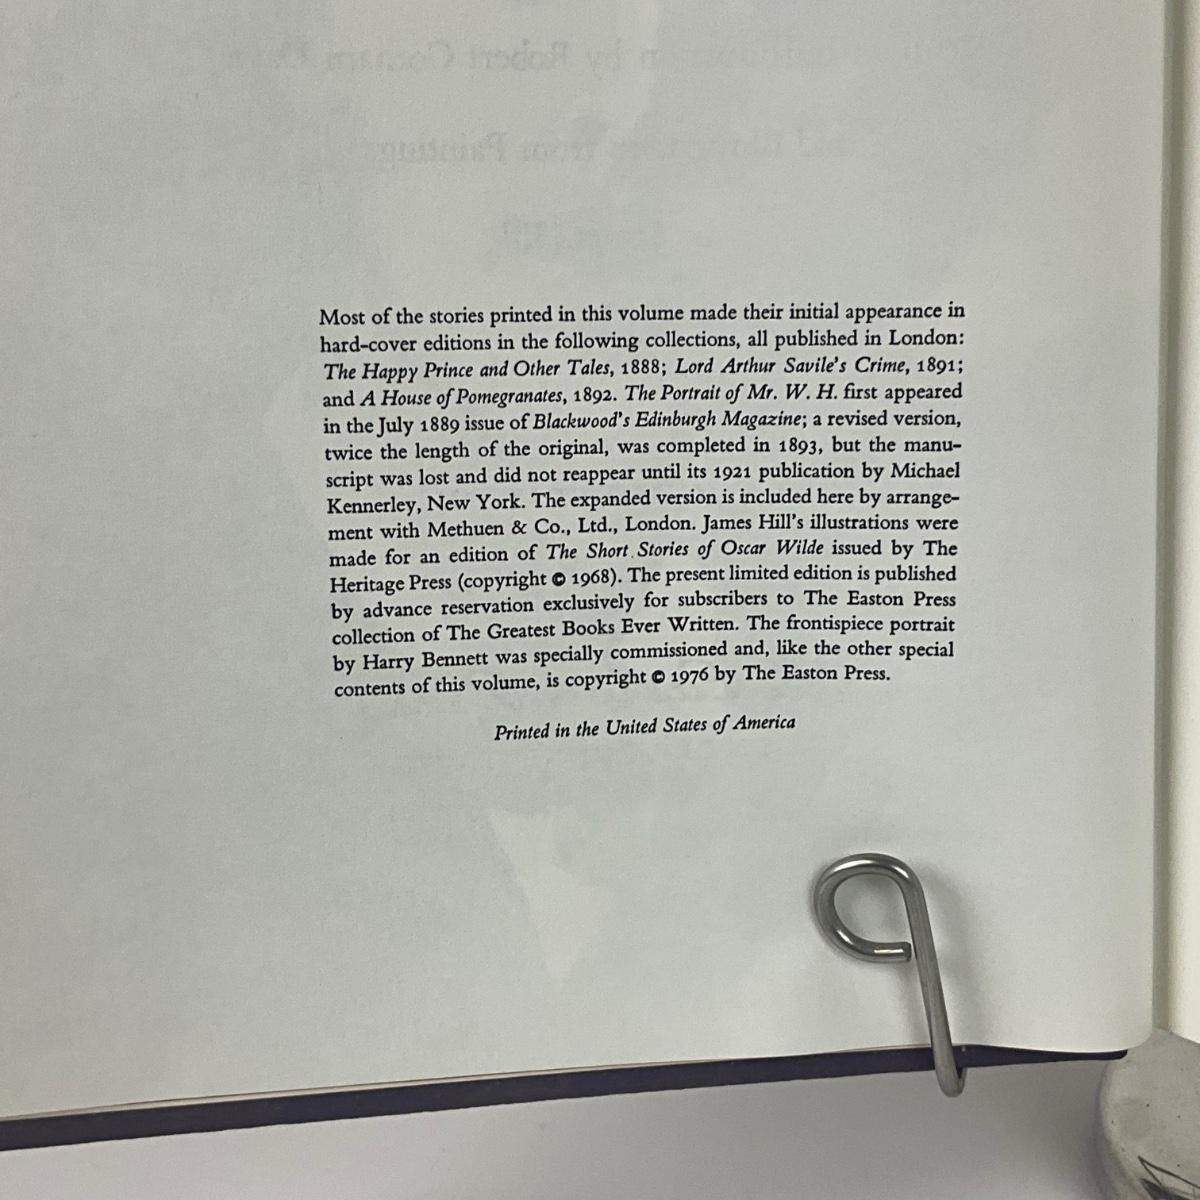 Most of the stories printed in this volume made their initial appearance in
hard-cover editions in the following collections, all published in London:
The Happy Prince and Other Tales, 1888; Lord Arthur Savile's Crime, 1891;
and A House of Pomegranates, 1892. The Portrait of Mr. W. H. first appeared
in the July 1889 issue of Blackwood's Edinburgh Magazine; a revised version,
twice the length of the original, was completed in 1893, but the manu-
script was lost and did not reappear until its 1921 publication by Michael
Kennerley, New York. The expanded version is included here by arrange-
ment with Methuen & Co., Ltd., London. James Hill's illustrations were
made for an edition of The Short Stories of Oscar Wilde issued by The
Heritage Press (copyright © 1968). The present limited edition is published
by advance reservation exclusively for subscribers to The Easton Press
collection of The Greatest Books Ever Written. The frontispiece portrait
by Harry Bennett was specially commissioned and, like the other special
contents of this volume, is copyright © 1976 by The Easton Press.
Printed in the United States of America